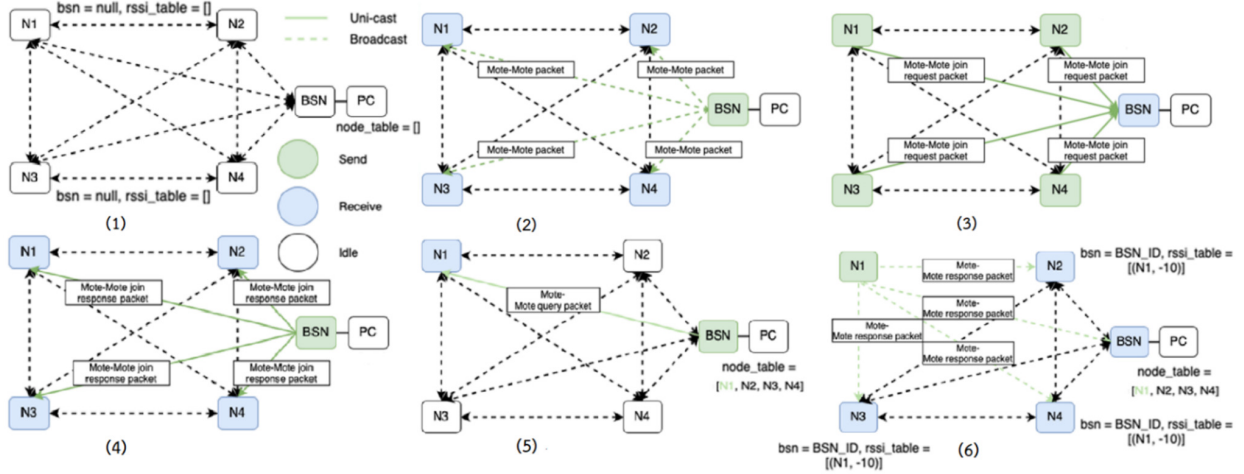 bsn = null, rssi_table = []
N1
N2
BSN
PC
node_table = []
N3
N4
bsn = null, rssi_table = []
(1)
Uni-cast
Broadcast
Send
Receive
Idle
N1
N2
Mote-Mote packet
Mote-Mote packet
BSN
PC
Mote-Mote packet
Mote-Mote packet
N3
N4
(2)
N1
N2
Mote-Mote join
request packet
Mote-Mote join
request packet
BSN
PC
Mote-Mote join
request packet
Mote-Mote join
request packet
N3
N4
(3)
N1
N2
Mote-Mote join
response packet
Mote-Mote join
response packet
BSN
PC
Mote-Mote join
response packet
Mote-Mote join
response packet
N3
N4
(4)
N1
N2
Mote-
Mote query packet
BSN
PC
node_table =
[N1, N2, N3, N4]
N3
N4
(5)
N1
Mote-
Mote response packet
N2
bsn = BSN_ID, rssi_table =
[(N1, -10)]
Mote-
Mote response packet
Mote-
Mote response packet
Mote-
Mote response packet
BSN
PC
node_table =
[N1, N2, N3, N4]
N3
N4
bsn = BSN_ID, rssi_table =
[(N1, -10)]
bsn = BSN_ID, rssi_table =
[(N1, -10)]
(6)